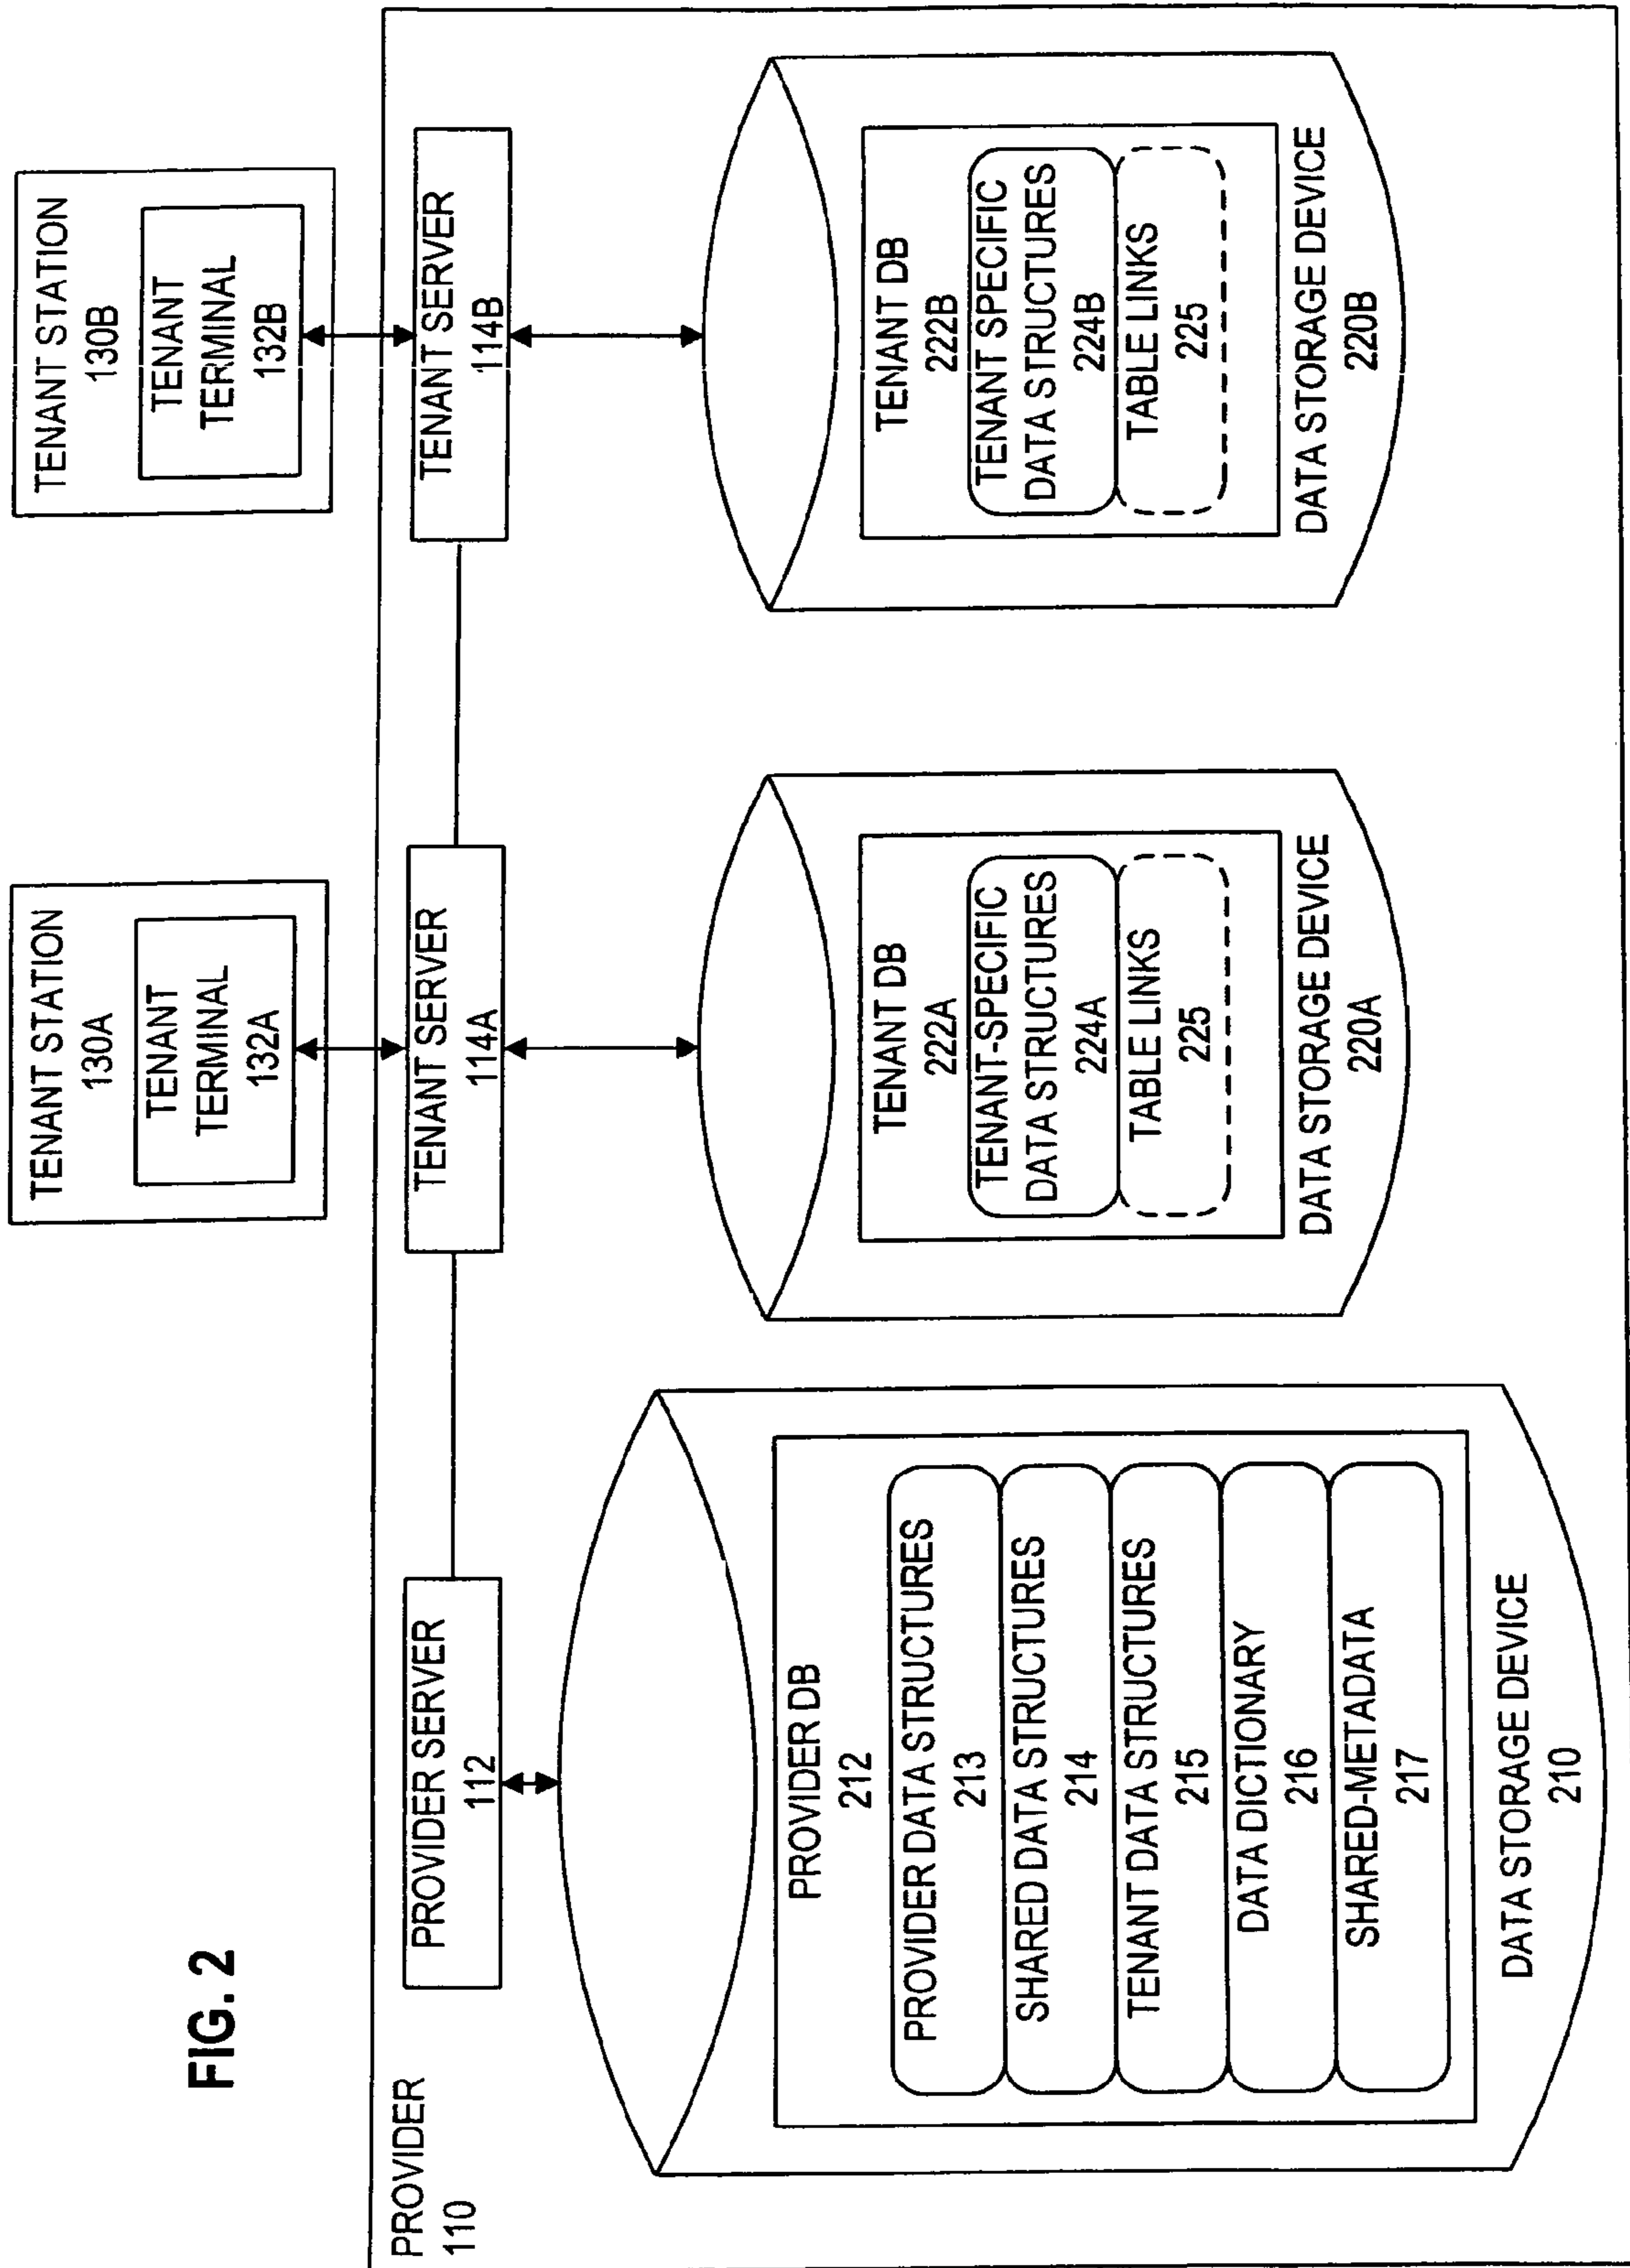 FIG. 2
TENANT STATION
130A
TENANT
TERMINAL
132A
TENANT STATION
130B
TENANT
TERMINAL
132B
PROVIDER
110
PROVIDER SERVER
112
TENANT SERVER
114A
TENANT SERVER
114B
PROVIDER DB
212
PROVIDER DATA STRUCTURES
213
SHARED DATA STRUCTURES
214
TENANT DATA STRUCTURES
215
DATA DICTIONARY
216
SHARED-METADATA
217
DATA STORAGE DEVICE
210
TENANT DB
222A
TENANT-SPECIFIC
DATA STRUCTURES
224A
TABLE LINKS
225
DATA STORAGE DEVICE
220A
TENANT DB
222B
TENANT SPECIFIC
DATA STRUCTURES
224B
TABLE LINKS
225
DATA STORAGE DEVICE
220B